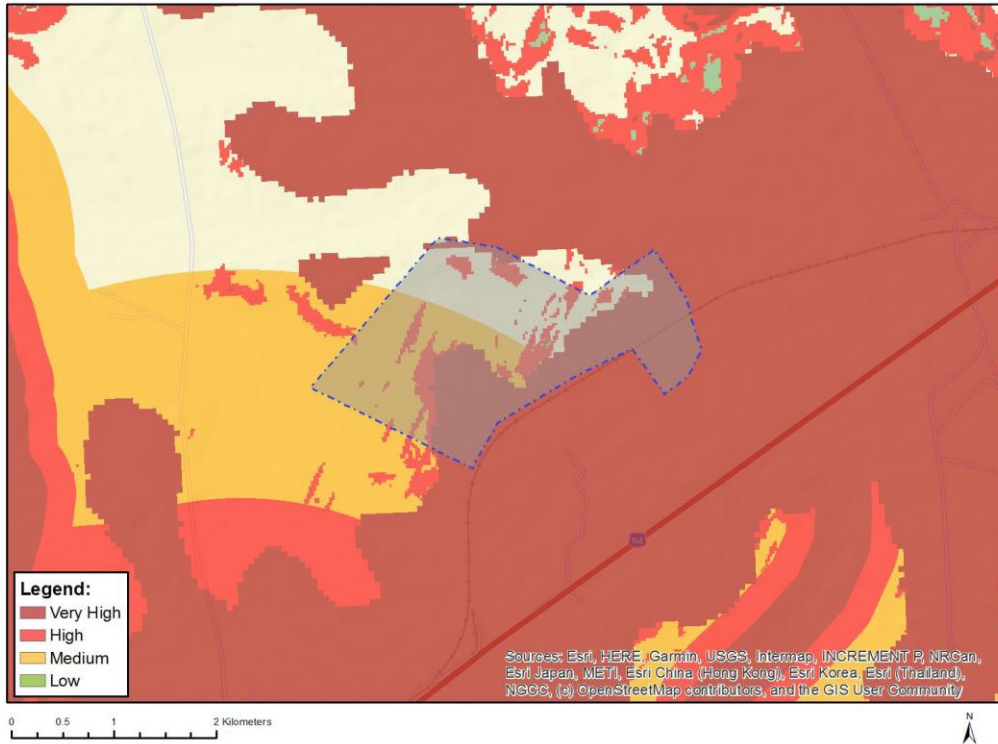 N4
Legend:
Very High
High
Medium
Low
Sources: Esri, HERE, Garmin, USGS, Intermap, INCREMENT P, NRCan,
Esri Japan, METI, Esri China (Hong Kong), Esri Korea, Esri (Thailand),
NGCC, (c) OpenStreetMap contributors, and the GIS User Community
0 0.5 1 2 Kilometers
N